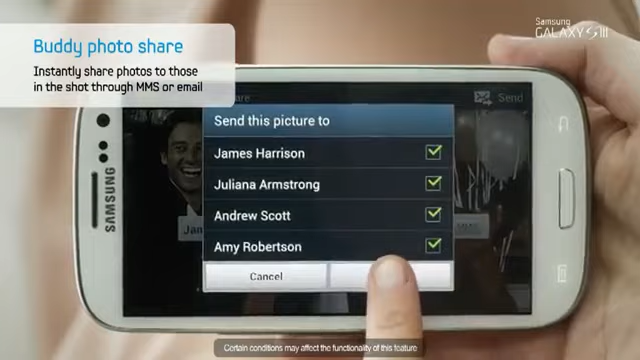 Buddy photo share
Instantly share photos to those
in the shot through MMS or email
Samsung
GALAXY SIII
Send
Send this picture to
James Harrison
Juliana Armstrong
Andrew Scott
Amy Robertson
Cancel
SAMSUNG
MMS
Certain conditions may affect the functionality of this feature